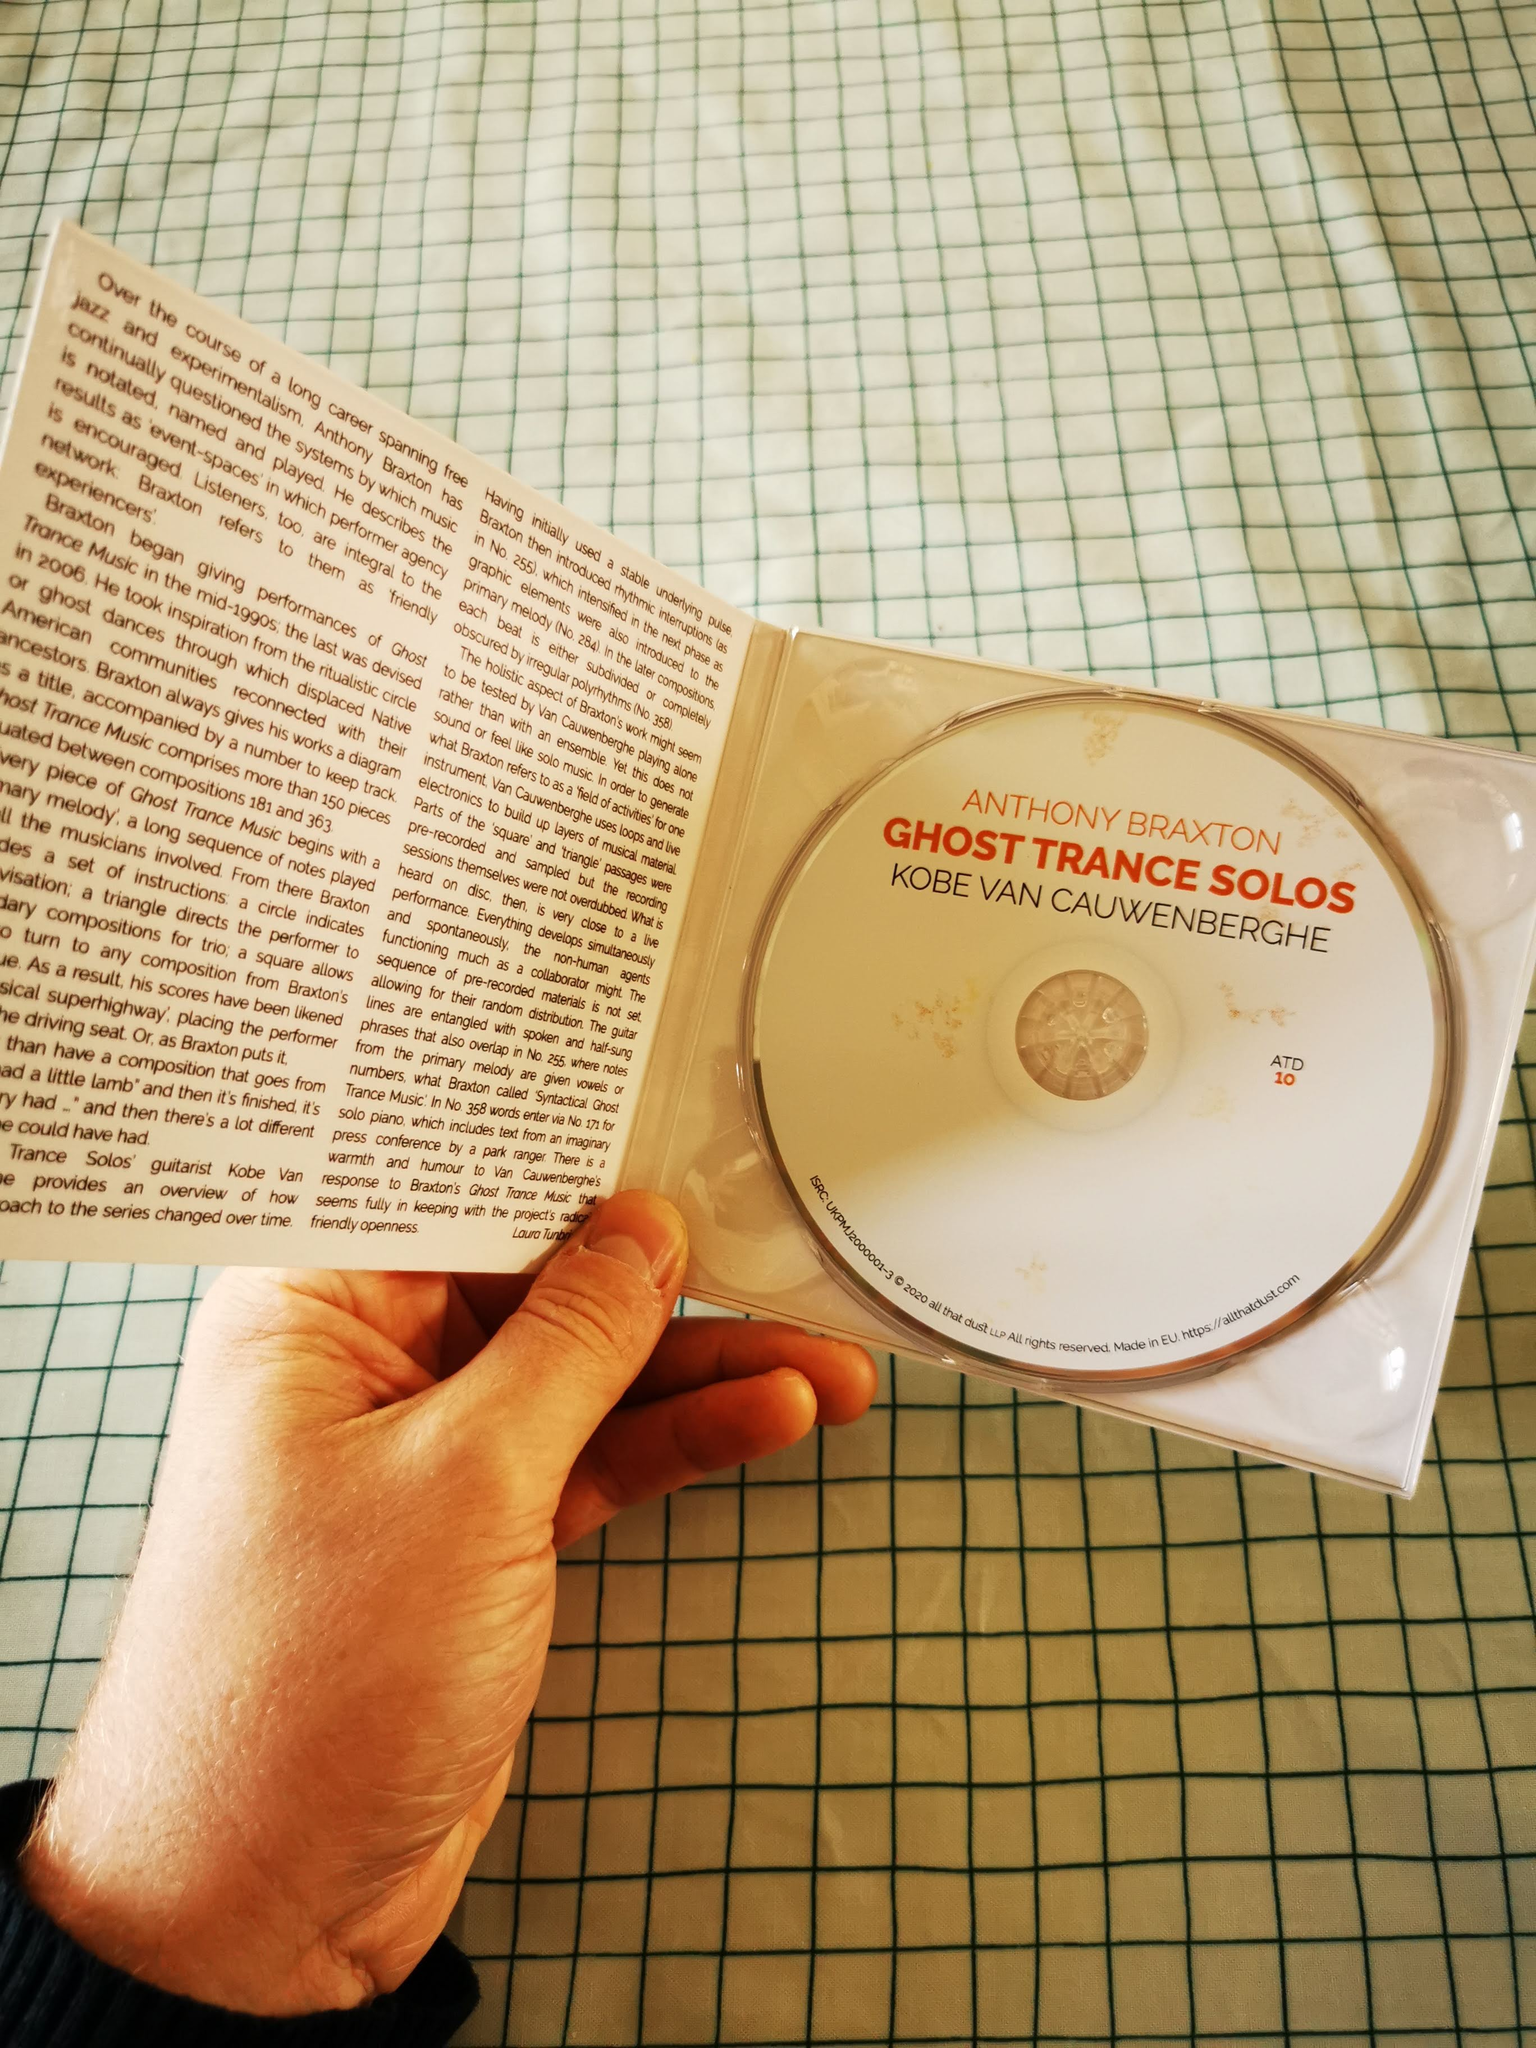 Over the course of a long career spanning free
jazz and experimentalism, Anthony Braxton has
continually questioned the systems by which music
is notated, named and played. He describes the
results as 'event-spaces' in which performer agency
is encouraged. Listeners, too, are integral to the
network: Braxton refers to them as 'friendly
experiencers'.
Braxton began giving performances of Ghost
Trance Music in the mid-1990s; the last was devised
in 2006. He took inspiration from the ritualistic circle
or ghost dances through which displaced Native
American communities reconnected with their
ancestors. Braxton always gives his works a diagram
as a title, accompanied by a number to keep track.
Ghost Trance Music comprises more than 150 pieces
between compositions 181 and 363.
very piece of Ghost Trance Music begins with a
mary melody', a long sequence of notes played
all the musicians involved. From there Braxton
des a set of instructions: a circle indicates
visation; a triangle directs the performer to
dary compositions for trio; a square allows
o turn to any composition from Braxton's
ue. As a result, his scores have been likened
sical superhighway', placing the performer
he driving seat. Or, as Braxton puts it,
than have a composition that goes from
ad a little lamb" and then it's finished, it's
ry had ..." and then there's a lot different
e could have had.
Trance Solos' guitarist Kobe Van
he provides an overview of how
oach to the series changed over time.
Having initially used a stable underlying pulse,
Braxton then introduced rhythmic interruptions (as
in No. 255), which intensified in the next phase as
graphic elements were also introduced to the
primary melody (No. 284). In the later compositions,
each beat is either subdivided or completely
obscured by irregular polyrhythms (No. 358).
The holistic aspect of Braxton's work might seem
to be tested by Van Cauwenberghe playing alone
rather than with an ensemble. Yet this does not
sound or feel like solo music. In order to generate
what Braxton refers to as a 'field of activities' for one
instrument, Van Cauwenberghe uses loops and live
electronics to build up layers of musical material.
Parts of the 'square' and 'triangle' passages were
pre-recorded and sampled but the recording
sessions themselves were not overdubbed. What is
heard on disc, then, is very close to a live
performance. Everything develops simultaneously
and spontaneously, the non-human agents
functioning much as a collaborator might. The
sequence of pre-recorded materials is not set,
allowing for their random distribution. The guitar
lines are entangled with spoken and half-sung
phrases that also overlap in No. 255, where notes
from the primary melody are given vowels or
numbers, what Braxton called 'Syntactical Ghost
Trance Music'. In No. 358 words enter via No. 171 for
solo piano, which includes text from an imaginary
press conference by a park ranger. There is a
warmth and humour to Van Cauwenberghe's
response to Braxton's Ghost Trance Music that
seems fully in keeping with the project's radical
friendly openness.
Laura
ANTHONY BRAXTON
GHOST TRANCE SOLOS
KOBE VAN CAUWENBERGHE
ATD
10
ISRC: UKPMJ2000001-3 © 2020 all that dust LLP All rights reserved. Made in EU. https://allthatdust.com